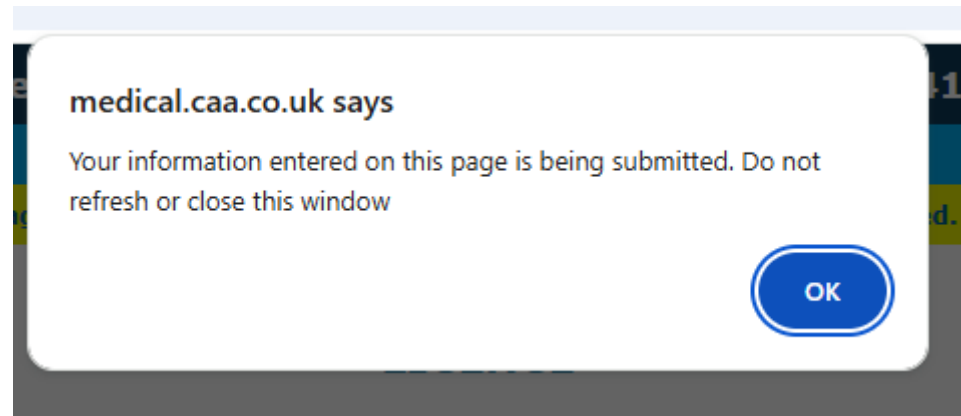 medical.caa.co.uk says
Your information entered on this page is being submitted. Do not
refresh or close this window
OK